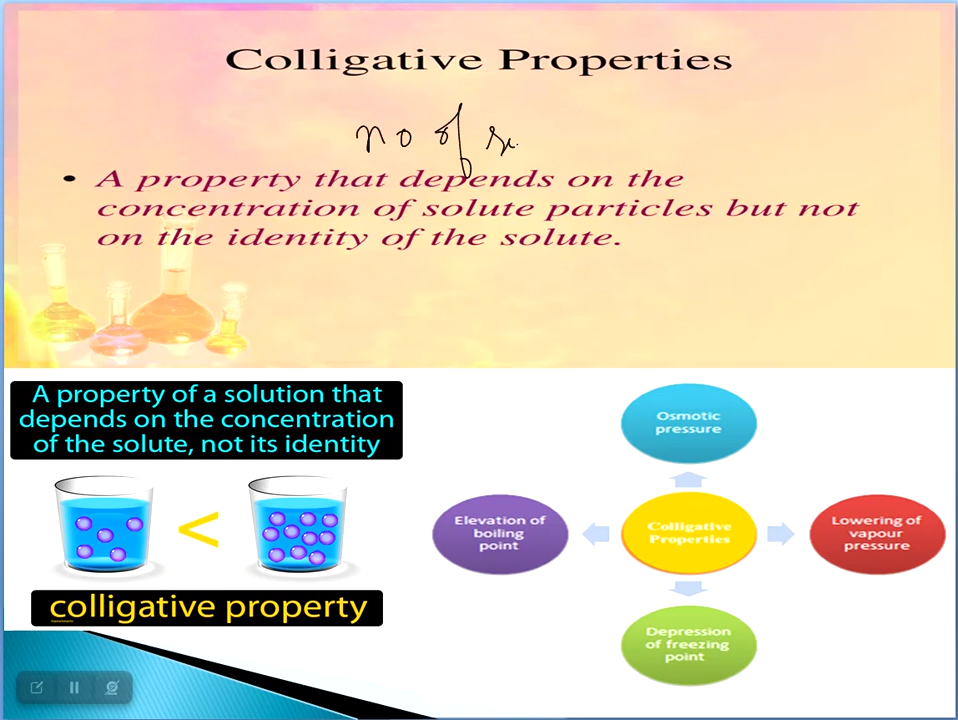 Colligative Properties
no of
• A property that depends on the
concentration of solute particles but not
on the identity of the solute.
A property of a solution that
depends on the concentration
of the solute, not its identity
<
colligative property
Osmotic
pressure
Elevation of
boiling
point
Colligative
Properties
Lowering of
vapour
pressure
Depression
of freezing
point